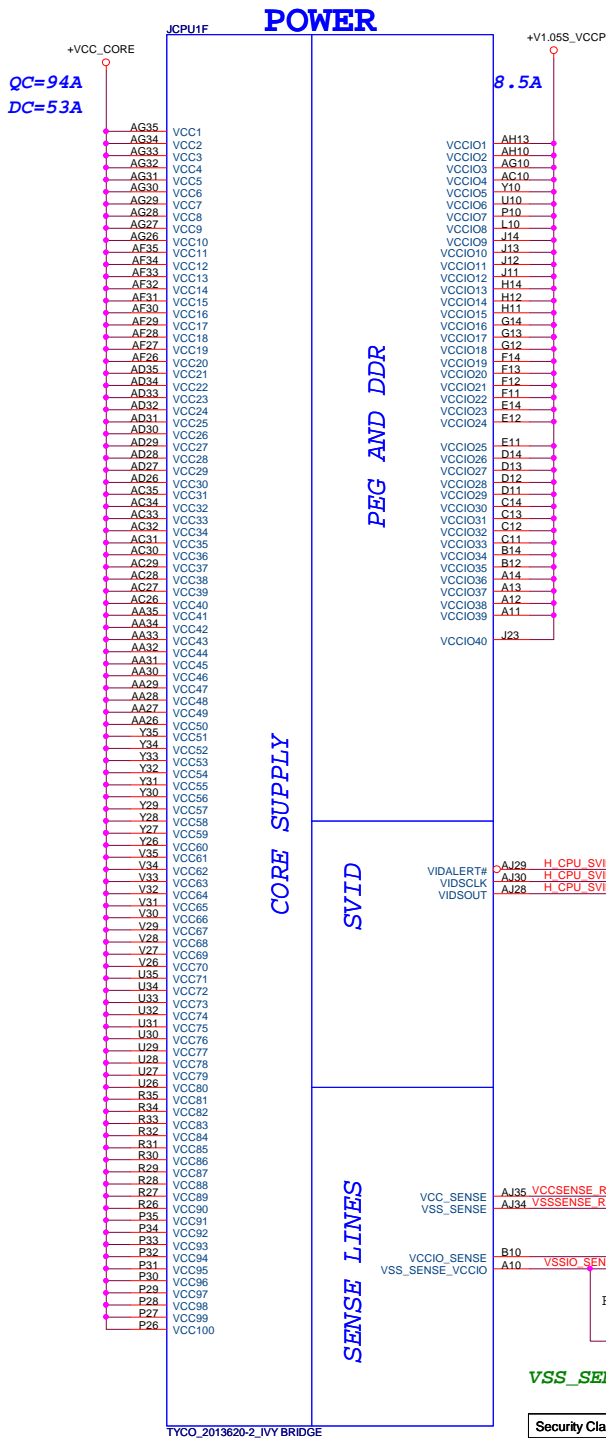 POWER
JCPU1F
+VCC_CORE
QC=94A
DC=53A
+V1.05S_VCCP
8.5A
AG35 VCC1
AG34 VCC2
AG33 VCC3
AG32 VCC4
AG31 VCC5
AG30 VCC6
AG29 VCC7
AG28 VCC8
AG27 VCC9
AG26 VCC10
AF35 VCC11
AF34 VCC12
AF33 VCC13
AF32 VCC14
AF31 VCC15
AF30 VCC16
AF29 VCC17
AF28 VCC18
AF27 VCC19
AF26 VCC20
AD35 VCC21
AD34 VCC22
AD33 VCC23
AD32 VCC24
AD31 VCC25
AD30 VCC26
AD29 VCC27
AD28 VCC28
AD27 VCC29
AD26 VCC30
AC35 VCC31
AC34 VCC32
AC33 VCC33
AC32 VCC34
AC31 VCC35
AC30 VCC36
AC29 VCC37
AC28 VCC38
AC27 VCC39
AC26 VCC40
AA35 VCC41
AA34 VCC42
AA33 VCC43
AA32 VCC44
AA31 VCC45
AA30 VCC46
AA29 VCC47
AA28 VCC48
AA27 VCC49
AA26 VCC50
Y35 VCC51
Y34 VCC52
Y33 VCC53
Y32 VCC54
Y31 VCC55
Y30 VCC56
Y29 VCC57
Y28 VCC58
Y27 VCC59
Y26 VCC60
V35 VCC61
V34 VCC62
V33 VCC63
V32 VCC64
V31 VCC65
V30 VCC66
V29 VCC67
V28 VCC68
V27 VCC69
V26 VCC70
U35 VCC71
U34 VCC72
U33 VCC73
U32 VCC74
U31 VCC75
U30 VCC76
U29 VCC77
U28 VCC78
U27 VCC79
U26 VCC80
R35 VCC81
R34 VCC82
R33 VCC83
R32 VCC84
R31 VCC85
R30 VCC86
R29 VCC87
R28 VCC88
R27 VCC89
R26 VCC90
P35 VCC91
P34 VCC92
P33 VCC93
P32 VCC94
P31 VCC95
P30 VCC96
P29 VCC97
P28 VCC98
P27 VCC99
P26 VCC100
CORE SUPPLY
PEG AND DDR
VCCIO1 AH13
VCCIO2 AH10
VCCIO3 AG10
VCCIO4 AC10
VCCIO5 Y10
VCCIO6 U10
VCCIO7 P10
VCCIO8 L10
VCCIO9 J14
VCCIO10 J13
VCCIO11 J12
VCCIO12 J11
VCCIO13 H14
VCCIO14 H12
VCCIO15 H11
VCCIO16 G14
VCCIO17 G13
VCCIO18 G12
VCCIO19 F14
VCCIO20 F13
VCCIO21 F12
VCCIO22 F11
VCCIO23 E14
VCCIO24 E12
VCCIO25 E11
VCCIO26 D14
VCCIO27 D13
VCCIO28 D12
VCCIO29 D11
VCCIO30 C14
VCCIO31 C13
VCCIO32 C12
VCCIO33 C11
VCCIO34 B14
VCCIO35 B12
VCCIO36 A14
VCCIO37 A13
VCCIO38 A12
VCCIO39 A11
VCCIO40 J23
SVID
VIDALERT# AJ29 H_CPU_SVI
VIDSCLK AJ30 H_CPU_SVI
VIDSOUT AJ28 H_CPU_SVI
SENSE LINES
VCC_SENSE AJ35 VCCSENSE_R
VSS_SENSE AJ34 VSSSENSE_R
VCCIO_SENSE B10
VSS_SENSE_VCCIO A10 VSSIO_SEN
VSS_SEN
TYCO_2013620-2_IVY BRIDGE
Security Cla